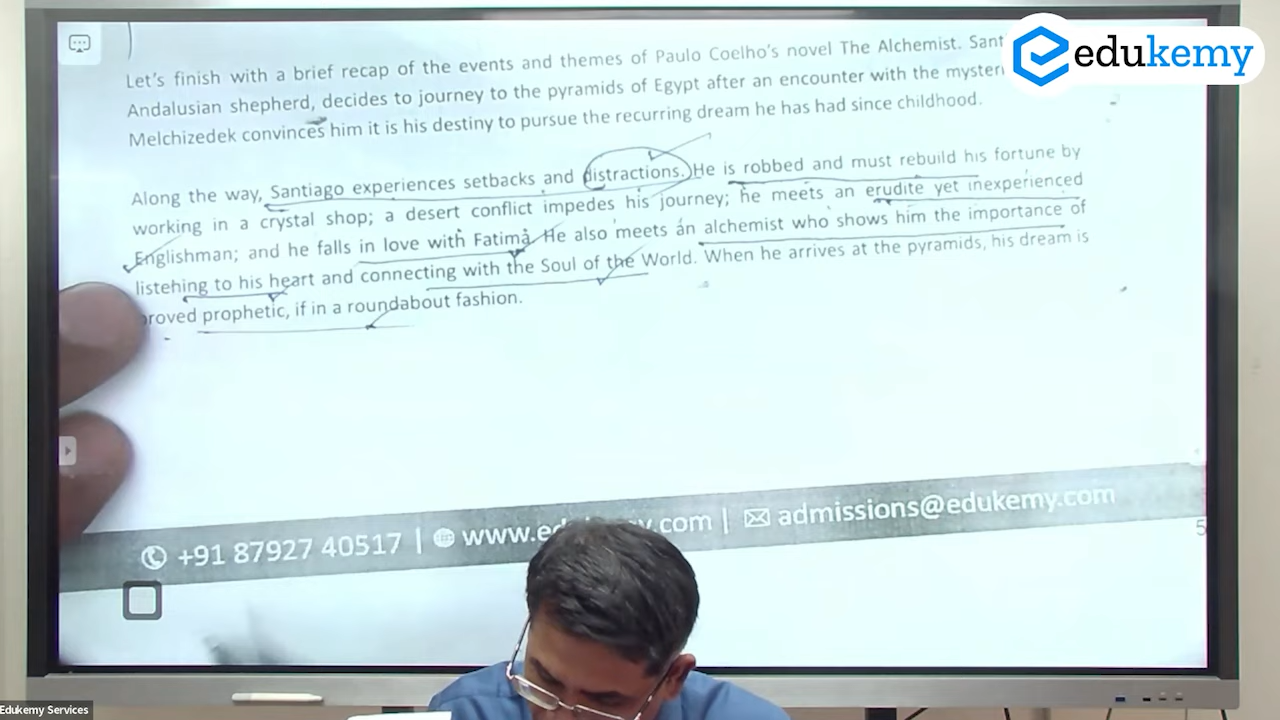 edukemy
Let's finish with a brief recap of the events and themes of Paulo Coelho's novel The Alchemist. Sant
Andalusian shepherd, decides to journey to the pyramids of Egypt after an encounter with the myster
Melchizedek convinces him it is his destiny to pursue the recurring dream he has had since childhood.
Along the way, Santiago experiences setbacks and distractions. He is robbed and must rebuild his fortune by
working in a crystal shop; a desert conflict impedes his journey; he meets an erudite yet inexperienced
Englishman; and he falls in love with Fatima. He also meets an alchemist who shows him the importance of
listening to his heart and connecting with the Soul of the World. When he arrives at the pyramids, his dream is
proved prophetic, if in a roundabout fashion.
+91 87927 40517 | www.ed y.com | admissions@edukemy.com
5
Edukemy Services